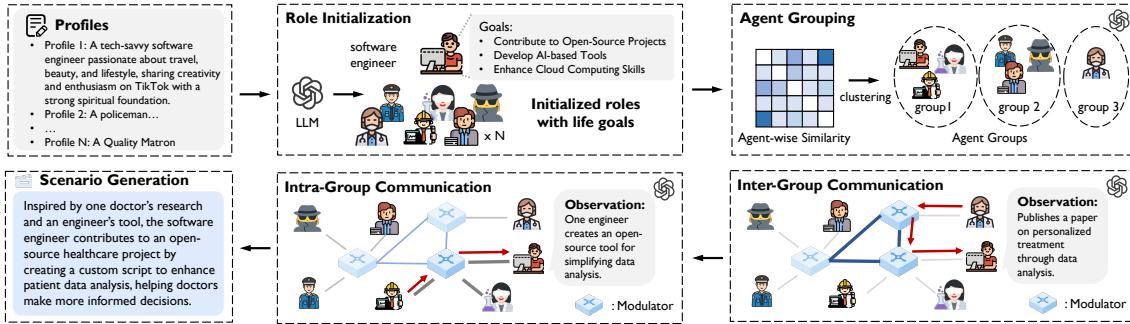 Profiles
• Profile 1: A tech-savvy software
engineer passionate about travel,
beauty, and lifestyle, sharing creativity
and enthusiasm on TikTok with a
strong spiritual foundation.
• Profile 2: A policeman…
• …
• Profile N: A Quality Matron
Role Initialization
software
engineer
Goals:
• Contribute to Open-Source Projects
• Develop AI-based Tools
• Enhance Cloud Computing Skills
LLM
x N
Initialized roles
with life goals
Agent Grouping
clustering
group1
group 2
group 3
Agent-wise Similarity
Agent Groups
Scenario Generation
Inspired by one doctor's research
and an engineer's tool, the software
engineer contributes to an open-
source healthcare project by
creating a custom script to enhance
patient data analysis, helping doctors
make more informed decisions.
Intra-Group Communication
Observation:
One engineer
creates an open-
source tool for
simplifying data
analysis.
: Modulator
Inter-Group Communication
Observation:
Publishes a paper
on personalized
treatment
through data
analysis.
: Modulator